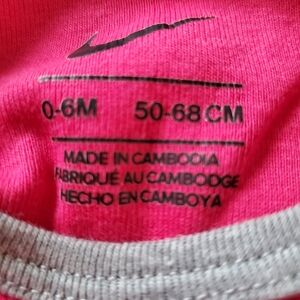 0-6M 50-68 CM
MADE IN CAMBODIA
FABRIQUÉ AU CAMBODGE
HECHO EN CAMBOYA